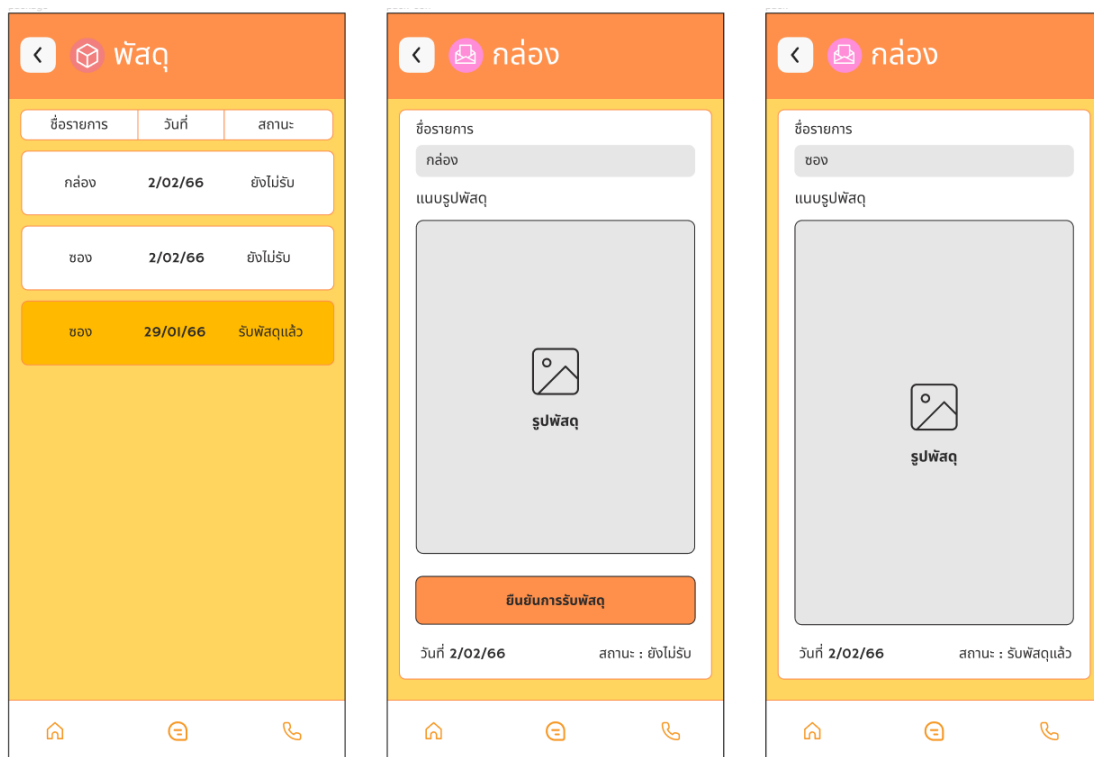 พัสดุ
ชื่อรายการ วันที่ สถานะ
กล่อง 2/02/66 ยังไม่รับ
ซอง 2/02/66 ยังไม่รับ
ซอง 29/01/66 รับพัสดุแล้ว
กล่อง
ชื่อรายการ
กล่อง
แนบรูปพัสดุ
รูปพัสดุ
ยืนยันการรับพัสดุ
วันที่ 2/02/66 สถานะ : ยังไม่รับ
กล่อง
ชื่อรายการ
ซอง
แนบรูปพัสดุ
รูปพัสดุ
วันที่ 2/02/66 สถานะ : รับพัสดุแล้ว